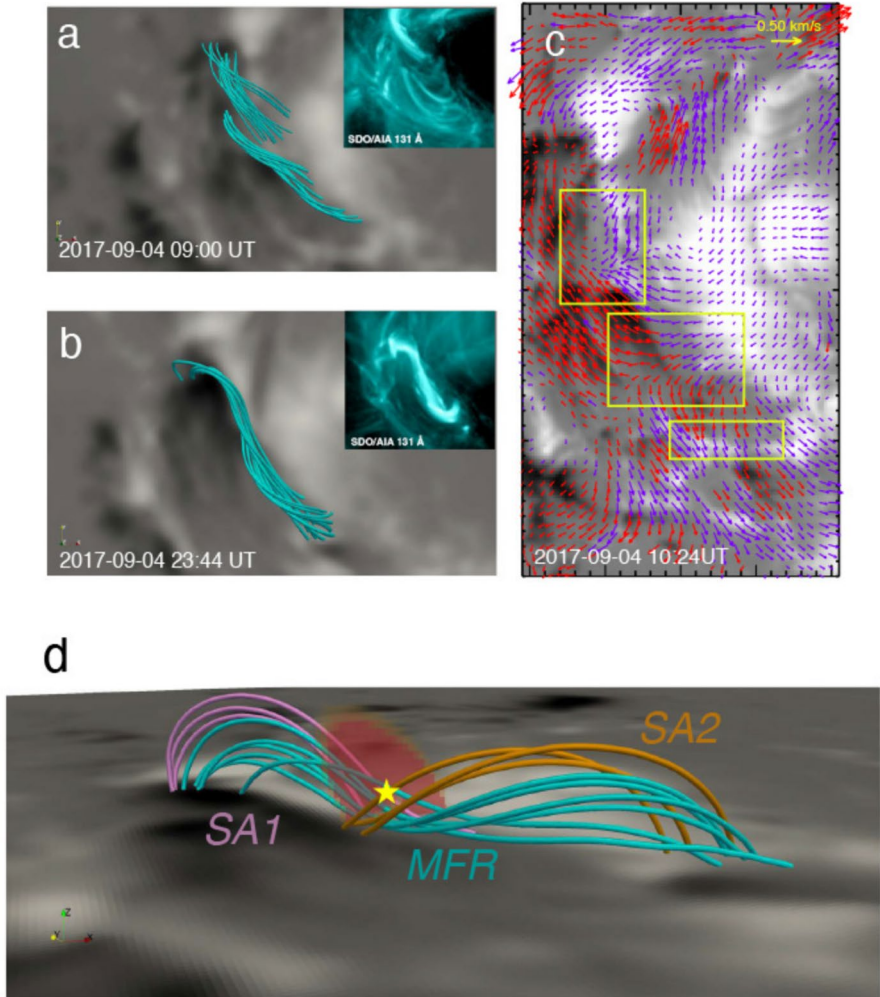 a
SDO/AIA 131 Å
2017-09-04 09:00 UT
b
SDO/AIA 131 Å
2017-09-04 23:44 UT
c
0.50 km/s
2017-09-04 10:24UT
d
SA2
SA1
MFR
Z
Y
X